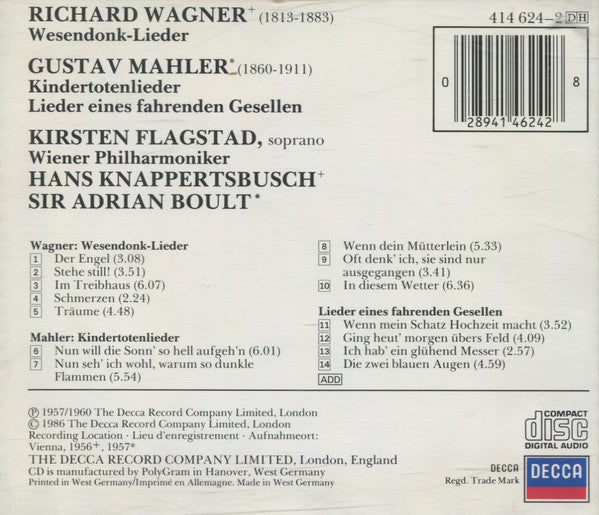 RICHARD WAGNER+ (1813-1883)
Wesendonk-Lieder
GUSTAV MAHLER* (1860-1911)
Kindertotenlieder
Lieder eines fahrenden Gesellen
KIRSTEN FLAGSTAD, soprano
Wiener Philharmoniker
HANS KNAPPERTSBUSCH+
SIR ADRIAN BOULT*
414 624-2 DH
0 28941 46242 8
Wagner: Wesendonk-Lieder
1 Der Engel (3.08)
2 Stehe still! (3.51)
3 Im Treibhaus (6.07)
4 Schmerzen (2.24)
5 Träume (4.48)
Mahler: Kindertotenlieder
6 Nun will die Sonn' so hell aufgeh'n (6.01)
7 Nun seh' ich wohl, warum so dunkle
Flammen (5.54)
8 Wenn dein Mütterlein (5.33)
9 Oft denk' ich, sie sind nur
ausgegangen (3.41)
10 In diesem Wetter (6.36)
Lieder eines fahrenden Gesellen
11 Wenn mein Schatz Hochzeit macht (3.52)
12 Ging heut' morgen übers Feld (4.09)
13 Ich hab' ein glühend Messer (2.57)
14 Die zwei blauen Augen (4.59)
ADD
℗ 1957/1960 The Decca Record Company Limited, London
© 1986 The Decca Record Company Limited, London
Recording Location · Lieu d'enregistrement · Aufnahmeort:
Vienna, 1956+, 1957*
THE DECCA RECORD COMPANY LIMITED, London, England
CD is manufactured by PolyGram in Hanover, West Germany
Printed in West Germany/Imprimé en Allemagne. Made in West Germany
COMPACT
disc
DIGITAL AUDIO
DECCA
Regd. Trade Mark
DECCA